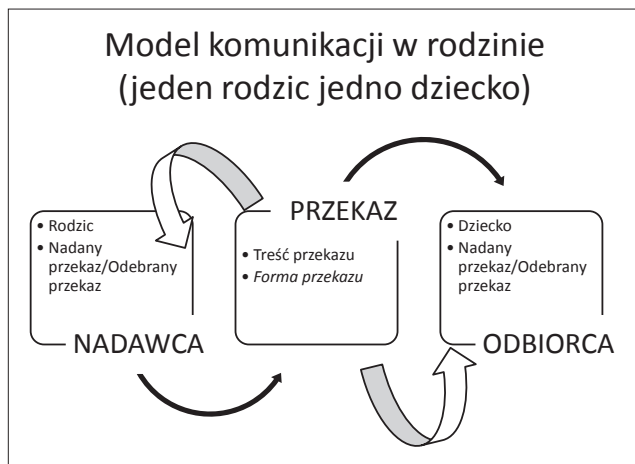 Model komunikacji w rodzinie
(jeden rodzic jedno dziecko)
• Rodzic
• Nadany
przekaz/Odebrany
przekaz
NADAWCA
PRZEKAZ
• Treść przekazu
• Forma przekazu
• Dziecko
• Nadany
przekaz/Odebrany
przekaz
ODBIORCA